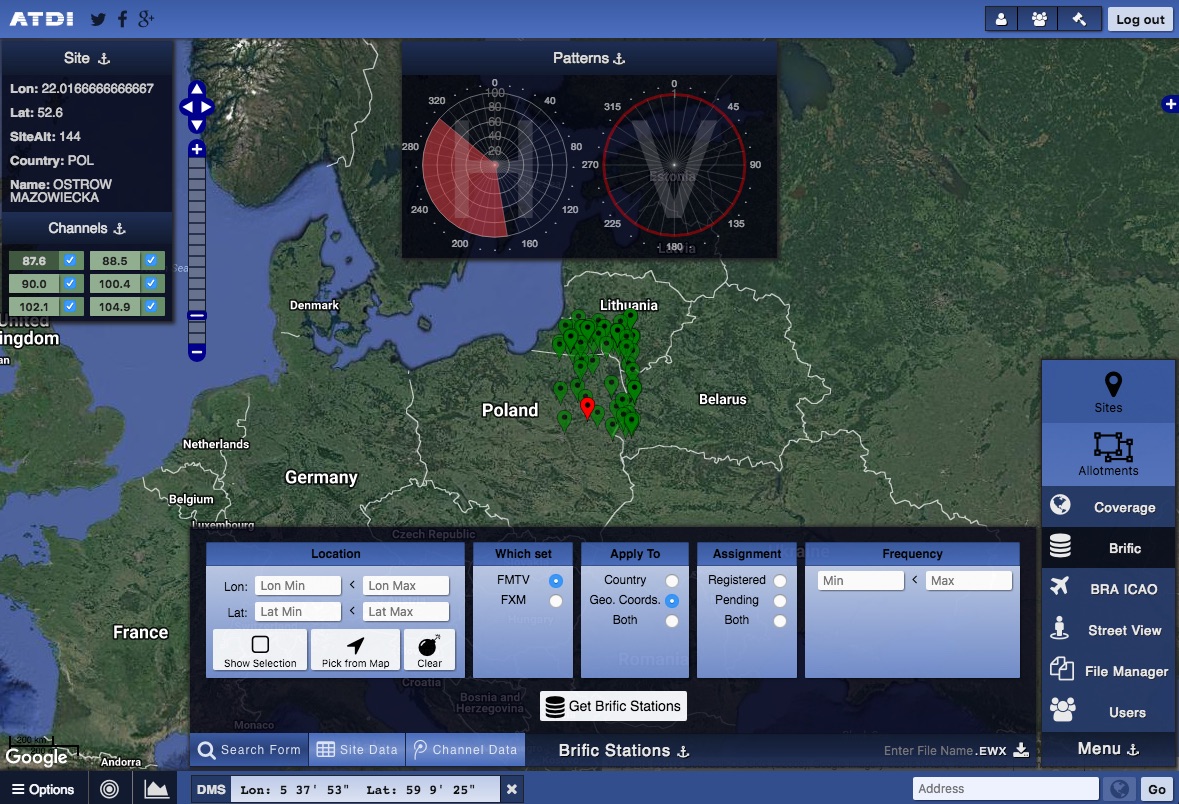 ATDI
Log out
Site
Lon: 22.0166666666667
Lat: 52.6
SiteAlt: 144
Country: POL
Name: OSTROW
MAZOWIECKA
Channels
87.6
88.5
90.0
100.4
102.1
104.9
Patterns
H
0
40
80
120
160
200
240
280
320
100
80
60
40
20
V
0
1
45
90
135
180
225
270
315
Estonia
Latvia
Lithuania
Denmark
United
ingdom
Sea
an
Poland
Belarus
Netherlands
Germany
Belgium
Luxembourg
Czech Republic
France
Hungary
Romania
Croatia
Bosnia and
Herzegovina
Monaco
Andorra
Ukraine
Location
Lon: Lon Min < Lon Max
Lat: Lat Min < Lat Max
Show Selection
Pick from Map
Clear
Which set
FMTV
FXM
Apply To
Country
Geo. Coords.
Both
Assignment
Registered
Pending
Both
Frequency
Min < Max
Get Brific Stations
Search Form
Site Data
Channel Data
Brific Stations
Enter File Name .EWX
Sites
Allotments
Coverage
Brific
BRA ICAO
Street View
File Manager
Users
Menu
200 km
Google
Options
DMS
Lon: 5 37' 53" Lat: 59 9' 25"
Address
Go